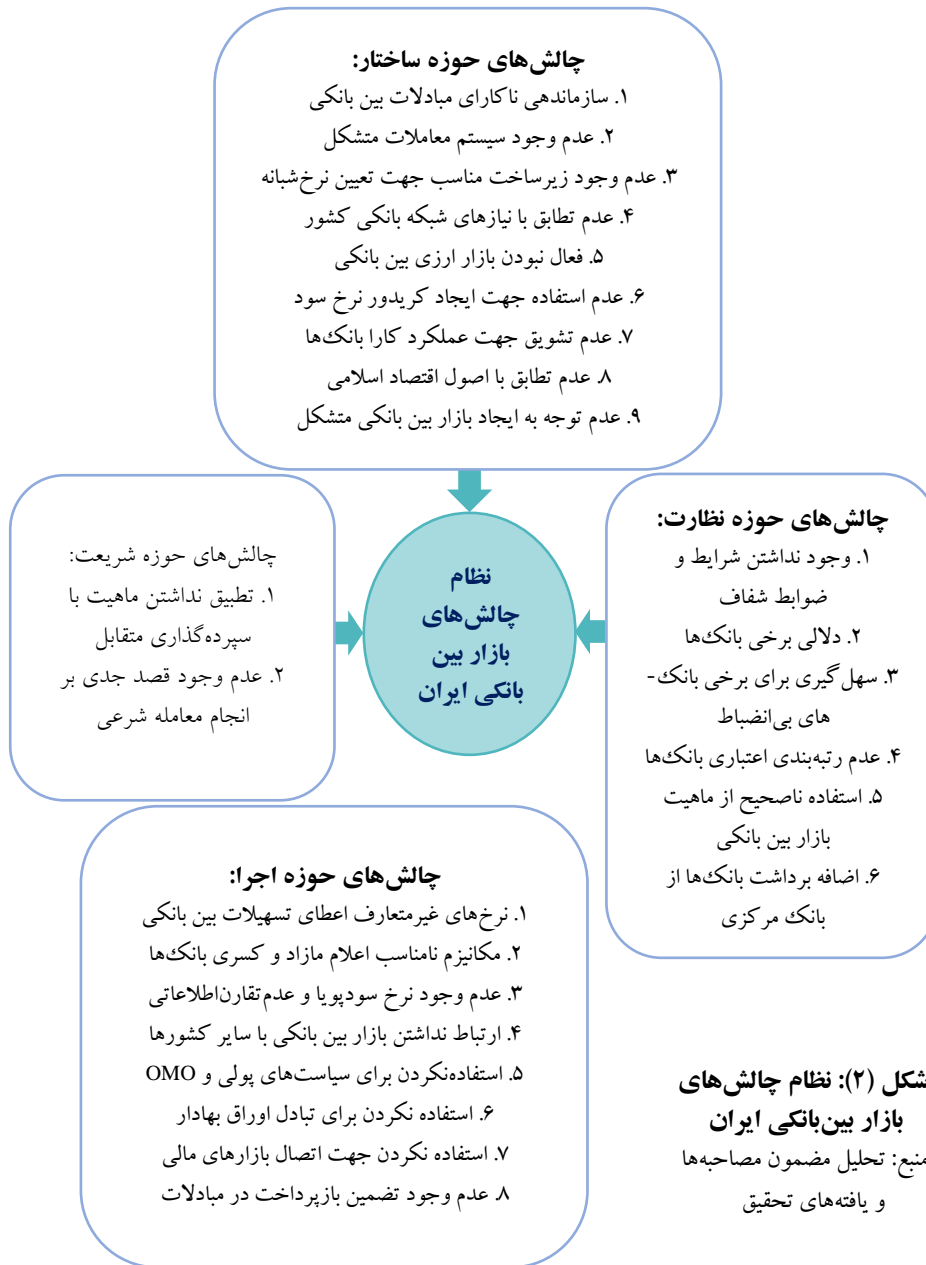 چالش‌های حوزه ساختار:
۱. سازماندهی ناکارای مبادلات بین بانکی
۲. عدم وجود سیستم معاملات متشکل
۳. عدم وجود زیرساخت مناسب جهت تعیین نرخ‌شبانه
۴. عدم تطابق با نیازهای شبکه بانکی کشور
۵. فعال نبودن بازار ارزی بین بانکی
۶. عدم استفاده جهت ایجاد کریدور نرخ سود
۷. عدم تشویق جهت عملکرد کارا بانک‌ها
۸. عدم تطابق با اصول اقتصاد اسلامی
۹. عدم توجه به ایجاد بازار بین بانکی متشکل
چالش‌های حوزه نظارت:
۱. وجود نداشتن شرایط و
ضوابط شفاف
۲. دلالی برخی بانک‌ها
۳. سهل‌گیری برای برخی بانک-
های بی‌انضباط
۴. عدم رتبه‌بندی اعتباری بانک‌ها
۵. استفاده ناصحیح از ماهیت
بازار بین بانکی
۶. اضافه برداشت بانک‌ها از
بانک مرکزی
نظام
چالش‌های
بازار بین
بانکی ایران
چالش‌های حوزه شریعت:
۱. تطبیق نداشتن ماهیت با
سپرده‌گذاری متقابل
۲. عدم وجود قصد جدی بر
انجام معامله شرعی
چالش‌های حوزه اجرا:
۱. نرخ‌های غیرمتعارف اعطای تسهیلات بین بانکی
۲. مکانیزم نامناسب اعلام مازاد و کسری بانک‌ها
۳. عدم وجود نرخ سودپویا و عدم‌تقارن‌اطلاعاتی
۴. ارتباط نداشتن بازار بین بانکی با سایر کشورها
۵. استفاده‌نکردن برای سیاست‌های پولی و OMO
۶. استفاده نکردن برای تبادل اوراق بهادار
۷. استفاده نکردن جهت اتصال بازارهای مالی
۸. عدم وجود تضمین بازپرداخت در مبادلات
شکل (۲): نظام چالش‌های
بازار بین‌بانکی ایران
منبع: تحلیل مضمون مصاحبه‌ها
و یافته‌های تحقیق